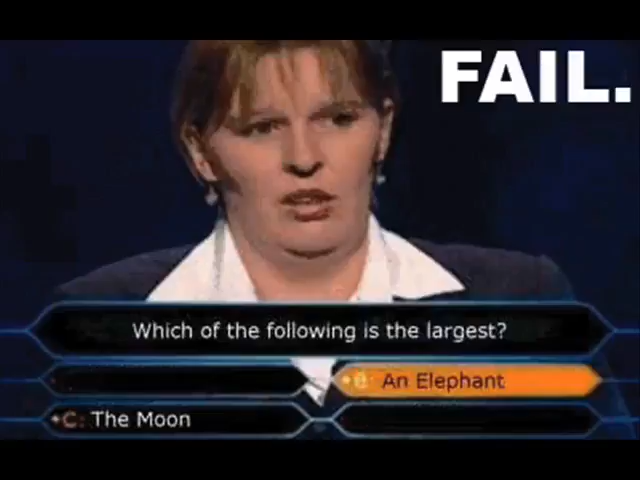 FAIL.
Which of the following is the largest?
B: An Elephant
C: The Moon